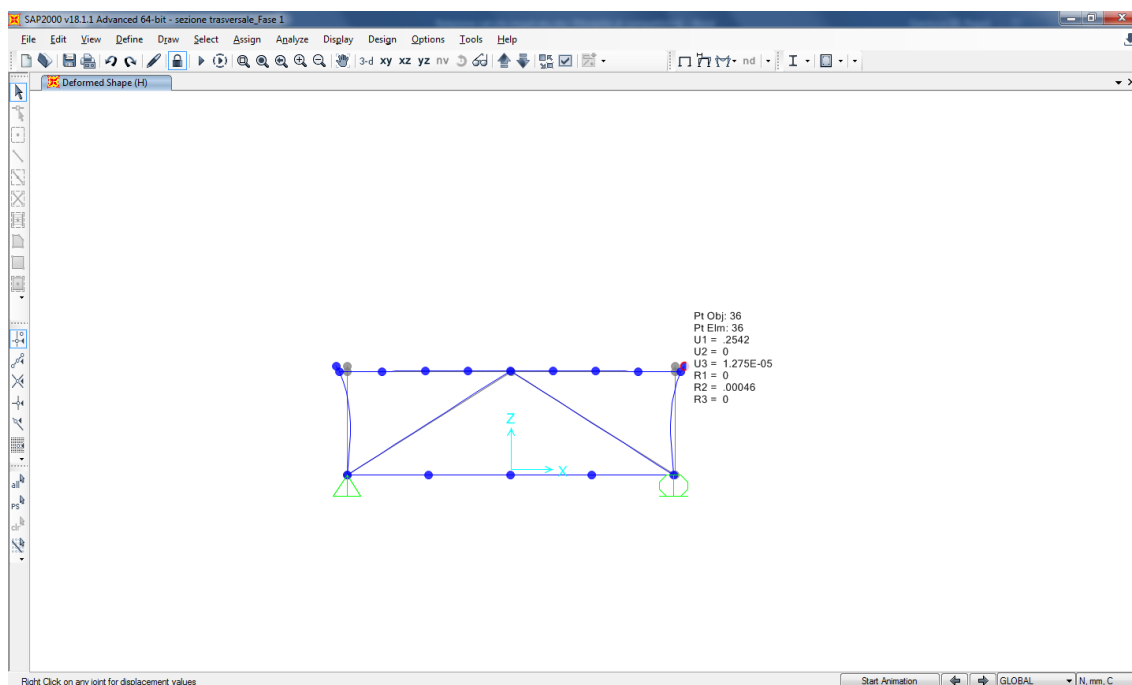 SAP2000 v18.1.1 Advanced 64-bit - sezione trasversale_Fase 1
File Edit View Define Draw Select Assign Analyze Display Design Options Tools Help
3-d xy xz yz nv nd
Deformed Shape (H)
Pt Obj: 36
Pt Elm: 36
U1 = .2542
U2 = 0
U3 = 1.275E-05
R1 = 0
R2 = .00046
R3 = 0
Z
X
all
PS
clr
Right Click on any joint for displacement values
Start Animation
GLOBAL
N, mm, C